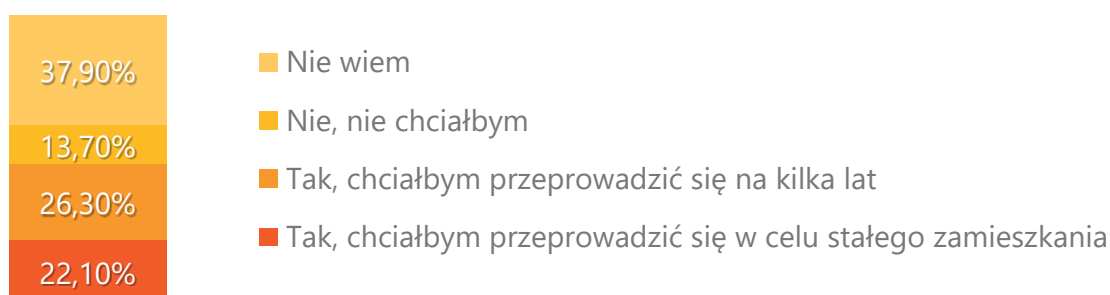 37,90%
13,70%
26,30%
22,10%
Nie wiem
Nie, nie chciałbym
Tak, chciałbym przeprowadzić się na kilka lat
Tak, chciałbym przeprowadzić się w celu stałego zamieszkania